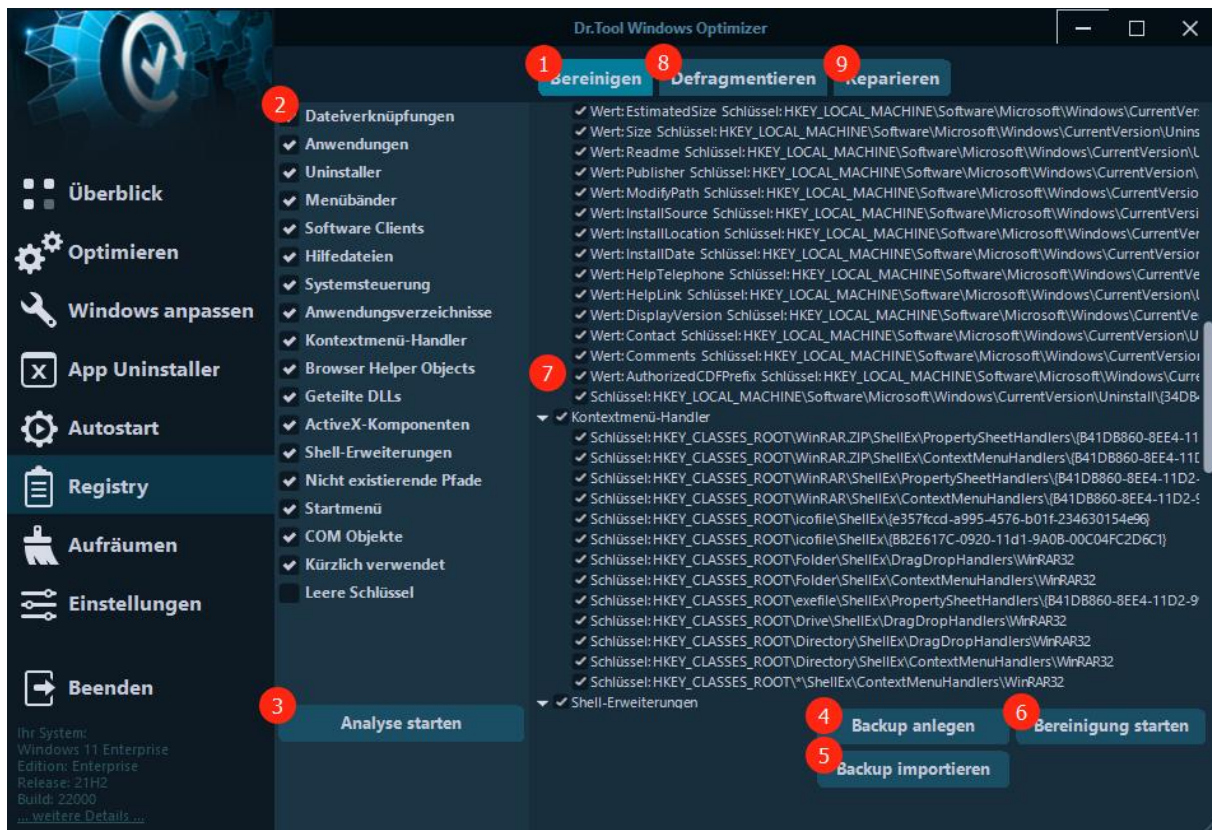 Dr.Tool Windows Optimizer
1 Bereinigen
8 Defragmentieren
9 Reparieren
2 Dateiverknüpfungen
Anwendungen
Uninstaller
Menübänder
Software Clients
Hilfedateien
Systemsteuerung
Anwendungsverzeichnisse
Kontextmenü-Handler
Browser Helper Objects
Geteilte DLLs
ActiveX-Komponenten
Shell-Erweiterungen
Nicht existierende Pfade
Startmenü
COM Objekte
Kürzlich verwendet
Leere Schlüssel
3 Analyse starten
Überblick
Optimieren
Windows anpassen
App Uninstaller
Autostart
Registry
Aufräumen
Einstellungen
Beenden
Ihr System:
Windows 11 Enterprise
Edition: Enterprise
Release: 21H2
Build: 22000
... weitere Details ...
Wert:EstimatedSize Schlüssel:HKEY_LOCAL_MACHINE\Software\Microsoft\Windows\CurrentVer
Wert:Size Schlüssel:HKEY_LOCAL_MACHINE\Software\Microsoft\Windows\CurrentVersion\Unins
Wert:Readme Schlüssel:HKEY_LOCAL_MACHINE\Software\Microsoft\Windows\CurrentVersion\
Wert:Publisher Schlüssel:HKEY_LOCAL_MACHINE\Software\Microsoft\Windows\CurrentVersion\
Wert:ModifyPath Schlüssel:HKEY_LOCAL_MACHINE\Software\Microsoft\Windows\CurrentVersio
Wert:InstallSource Schlüssel:HKEY_LOCAL_MACHINE\Software\Microsoft\Windows\CurrentVersi
Wert:InstallLocation Schlüssel:HKEY_LOCAL_MACHINE\Software\Microsoft\Windows\CurrentVer
Wert:InstallDate Schlüssel:HKEY_LOCAL_MACHINE\Software\Microsoft\Windows\CurrentVersior
Wert:HelpTelephone Schlüssel:HKEY_LOCAL_MACHINE\Software\Microsoft\Windows\CurrentVe
Wert:HelpLink Schlüssel:HKEY_LOCAL_MACHINE\Software\Microsoft\Windows\CurrentVersion\
Wert:DisplayVersion Schlüssel:HKEY_LOCAL_MACHINE\Software\Microsoft\Windows\CurrentVe
Wert:Contact Schlüssel:HKEY_LOCAL_MACHINE\Software\Microsoft\Windows\CurrentVersion\U
Wert:Comments Schlüssel:HKEY_LOCAL_MACHINE\Software\Microsoft\Windows\CurrentVersior
7 Wert:AuthorizedCDFPrefix Schlüssel:HKEY_LOCAL_MACHINE\Software\Microsoft\Windows\Curre
Schlüssel:HKEY_LOCAL_MACHINE\Software\Microsoft\Windows\CurrentVersion\Uninstall\{34DB
Kontextmenü-Handler
Schlüssel:HKEY_CLASSES_ROOT\WinRAR.ZIP\ShellEx\PropertySheetHandlers\{B41DB860-8EE4-11
Schlüssel:HKEY_CLASSES_ROOT\WinRAR.ZIP\ShellEx\ContextMenuHandlers\{B41DB860-8EE4-11
Schlüssel:HKEY_CLASSES_ROOT\WinRAR\ShellEx\PropertySheetHandlers\{B41DB860-8EE4-11D2-
Schlüssel:HKEY_CLASSES_ROOT\WinRAR\ShellEx\ContextMenuHandlers\{B41DB860-8EE4-11D2-9
Schlüssel:HKEY_CLASSES_ROOT\icofile\ShellEx\{e357fccd-a995-4576-b01f-234630154e96}
Schlüssel:HKEY_CLASSES_ROOT\icofile\ShellEx\{BB2E617C-0920-11d1-9A0B-00C04FC2D6C1}
Schlüssel:HKEY_CLASSES_ROOT\Folder\ShellEx\DragDropHandlers\WinRAR32
Schlüssel:HKEY_CLASSES_ROOT\Folder\ShellEx\ContextMenuHandlers\WinRAR32
Schlüssel:HKEY_CLASSES_ROOT\exefile\ShellEx\PropertySheetHandlers\{B41DB860-8EE4-11D2-9
Schlüssel:HKEY_CLASSES_ROOT\Drive\ShellEx\DragDropHandlers\WinRAR32
Schlüssel:HKEY_CLASSES_ROOT\Directory\ShellEx\DragDropHandlers\WinRAR32
Schlüssel:HKEY_CLASSES_ROOT\Directory\ShellEx\ContextMenuHandlers\WinRAR32
Schlüssel:HKEY_CLASSES_ROOT\*\ShellEx\ContextMenuHandlers\WinRAR32
Shell-Erweiterungen
4 Backup anlegen
6 Bereinigung starten
5 Backup importieren